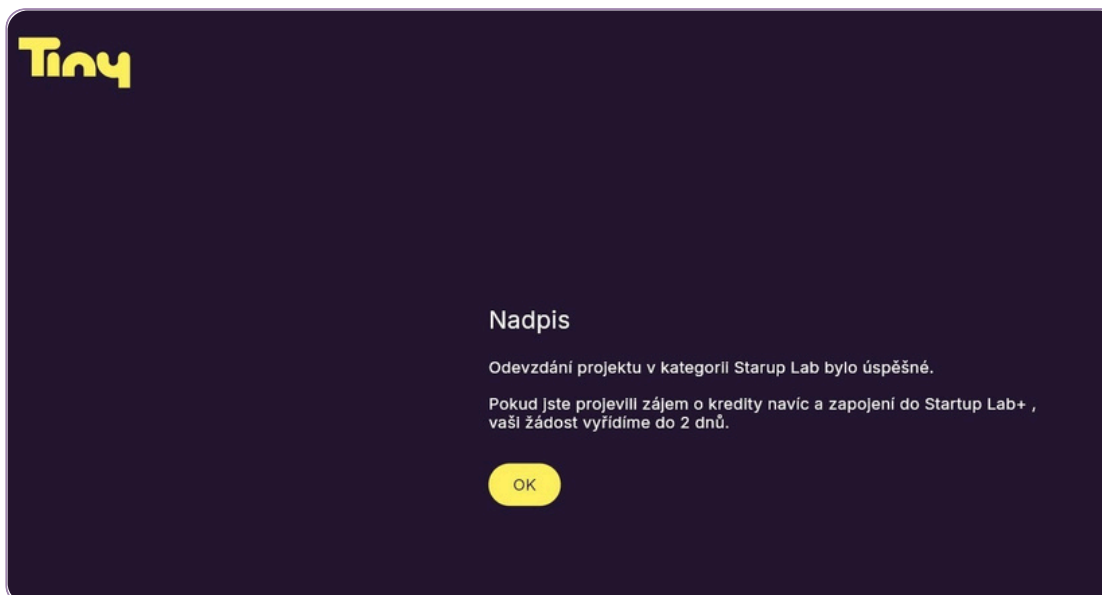 Tiny
Nadpis
Odevzdání projektu v kategorii Starup Lab bylo úspěšné.
Pokud jste projevili zájem o kredity navíc a zapojení do Startup Lab+ ,
vaši žádost vyřídíme do 2 dnů.
OK